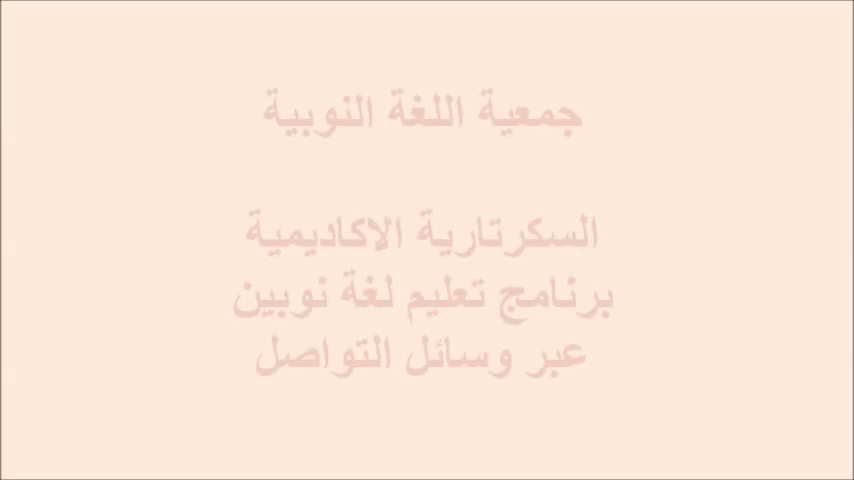 جمعية اللغة النوبية
السكرتارية الاكاديمية
برنامج تعليم لغة نوبين
عبر وسائل التواصل